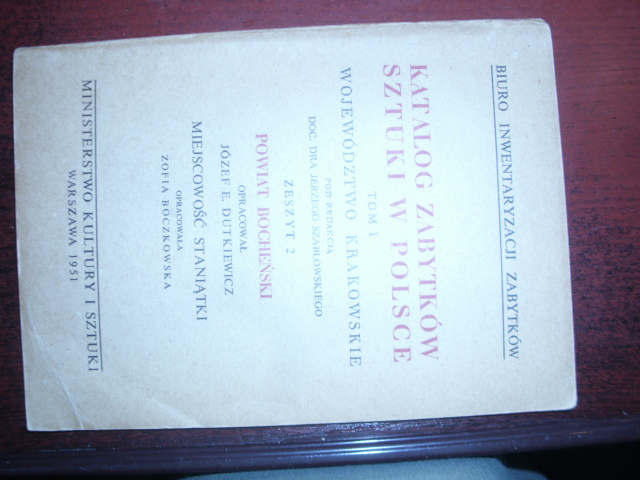 BIURO INWENTARYZACJI ZABYTKÓW
KATALOG ZABYTKÓW
SZTUKI W POLSCE
TOM I
WOJEWÓDZTWO KRAKOWSKIE
POD REDAKCJĄ
DOC. DRA JERZEGO SZABŁOWSKIEGO
ZESZYT 2
POWIAT BOCHEŃSKI
OPRACOWAŁ
JÓZEF E. DUTKIEWICZ
MIEJSCOWOŚĆ STANIĄTKI
OPRACOWAŁA
ZOFIA BOCZKOWSKA
MINISTERSTWO KULTURY I SZTUKI
WARSZAWA 1951